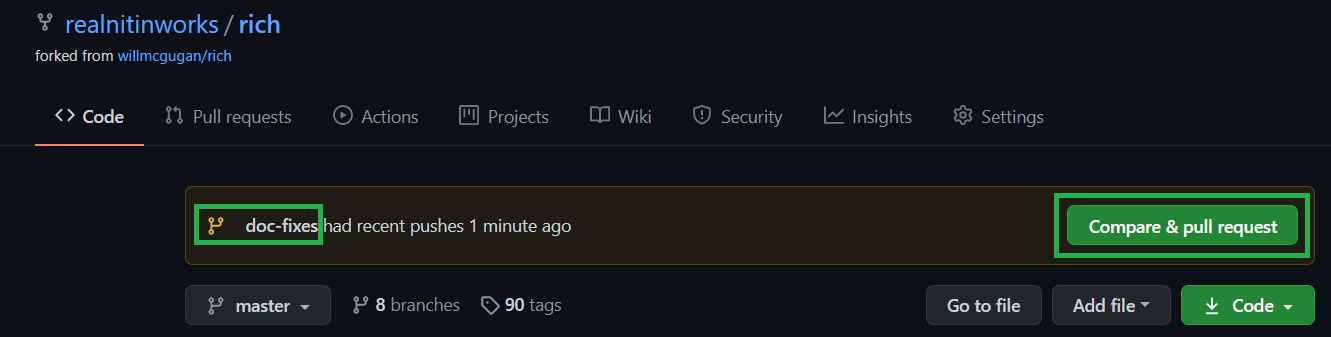 realnitinworks / rich
forked from willmcgugan/rich
Code Pull requests Actions Projects Wiki Security Insights Settings
doc-fixes had recent pushes 1 minute ago Compare & pull request
master 8 branches 90 tags Go to file Add file Code